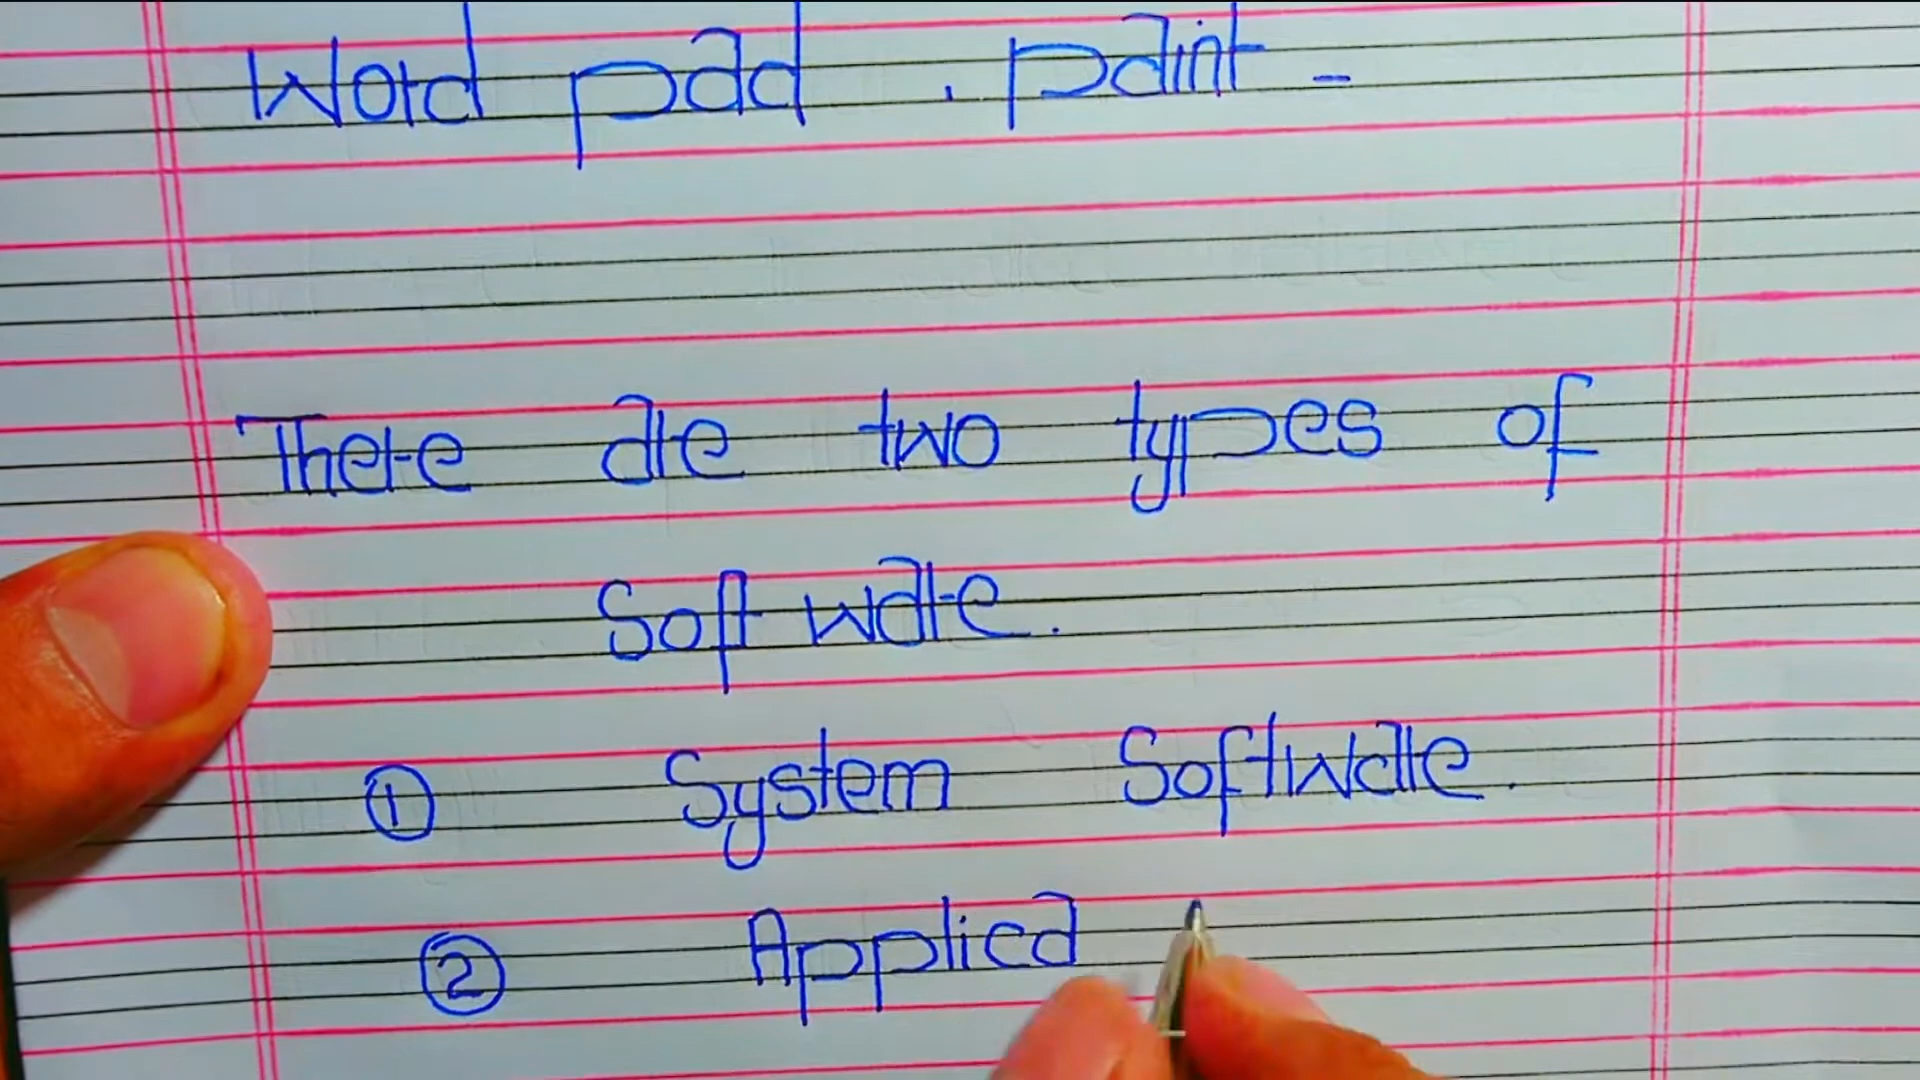 Word pad . paint -
There are two types of
Soft ware.
① System Software.
② Applica